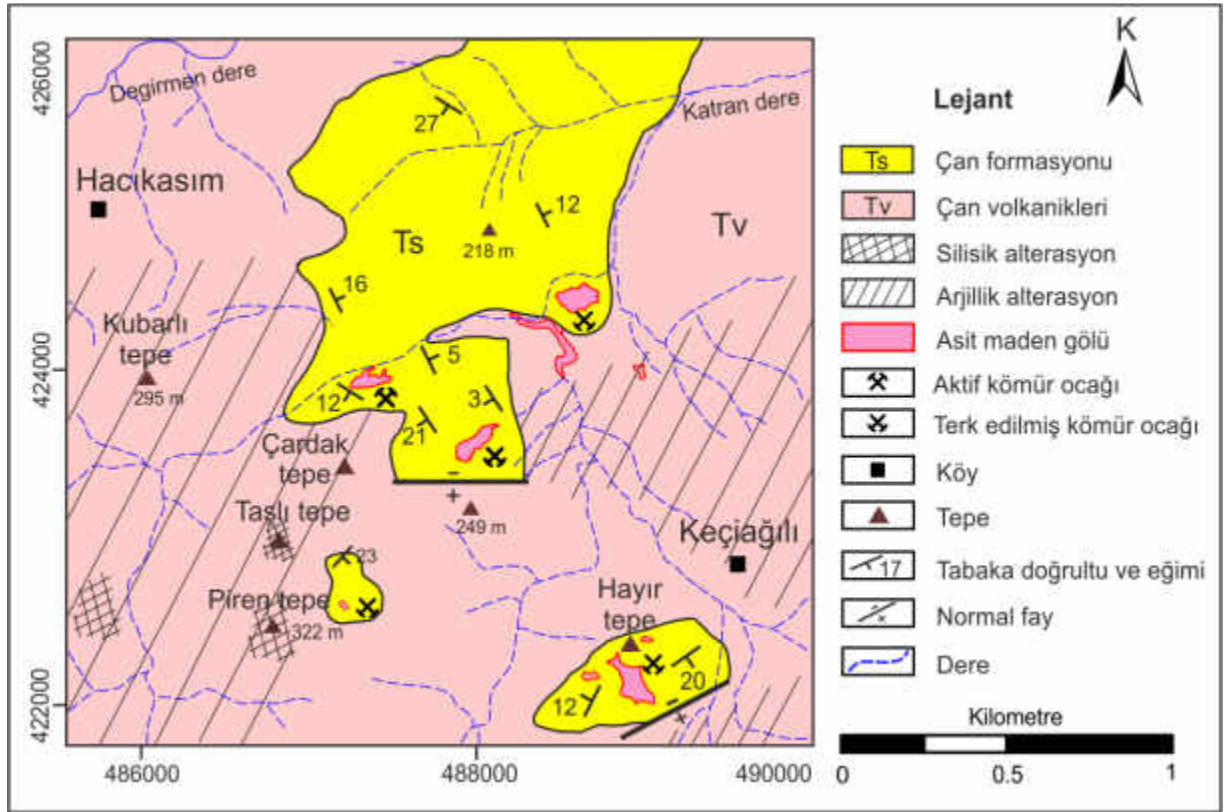 K
426000
424000
422000
486000
488000
490000
Degirmen dere
Katran dere
27
Hacıkasım
12
Ts
218 m
Tv
16
Kubarlı
tepe
295 m
5
12
3
21
Çardak
tepe
Taşlı tepe
-
+
249 m
23
Keçiağılı
Piren tepe
322 m
Hayır
tepe
20
12
-
+
Lejant
Ts Çan formasyonu
Tv Çan volkanikleri
Silisik alterasyon
Arjillik alterasyon
Asit maden gölü
Aktif kömür ocağı
Terk edilmiş kömür ocağı
Köy
Tepe
17 Tabaka doğrultu ve eğimi
Normal fay
Dere
Kilometre
0 0.5 1